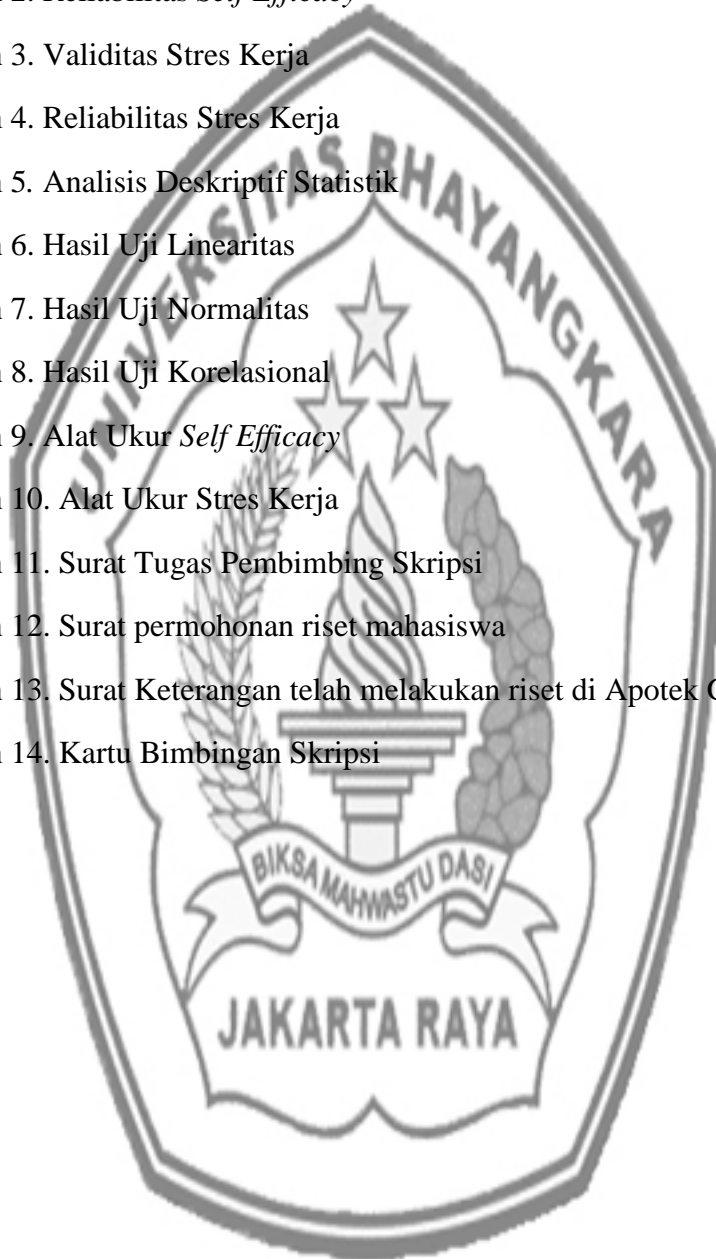 n 2. Reliabilitas Self Efficacy
n 3. Validitas Stres Kerja
n 4. Reliabilitas Stres Kerja
n 5. Analisis Deskriptif Statistik
n 6. Hasil Uji Linearitas
n 7. Hasil Uji Normalitas
n 8. Hasil Uji Korelasional
n 9. Alat Ukur Self Efficacy
n 10. Alat Ukur Stres Kerja
n 11. Surat Tugas Pembimbing Skripsi
n 12. Surat permohonan riset mahasiswa
n 13. Surat Keterangan telah melakukan riset di Apotek
n 14. Kartu Bimbingan Skripsi
UNIVERSITAS BHAYANGKARA
BIKSA MAHWASTU DASI
JAKARTA RAYA